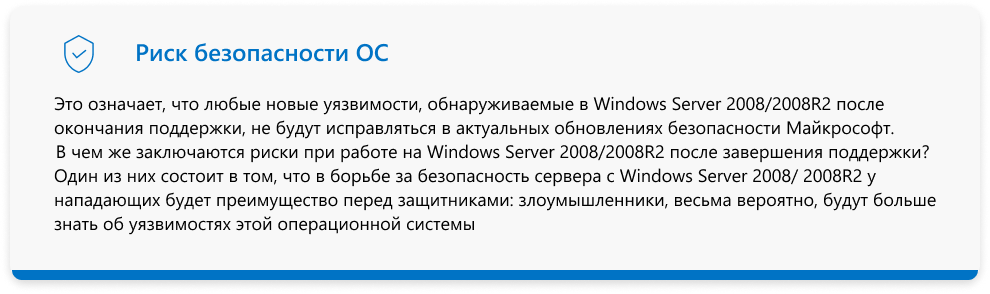 Риск безопасности ОС
Это означает, что любые новые уязвимости, обнаруживаемые в Windows Server 2008/2008R2 после
окончания поддержки, не будут исправляться в актуальных обновлениях безопасности Майкрософт.
В чем же заключаются риски при работе на Windows Server 2008/2008R2 после завершения поддержки?
Один из них состоит в том, что в борьбе за безопасность сервера с Windows Server 2008/ 2008R2 у
нападающих будет преимущество перед защитниками: злоумышленники, весьма вероятно, будут больше
знать об уязвимостях этой операционной системы